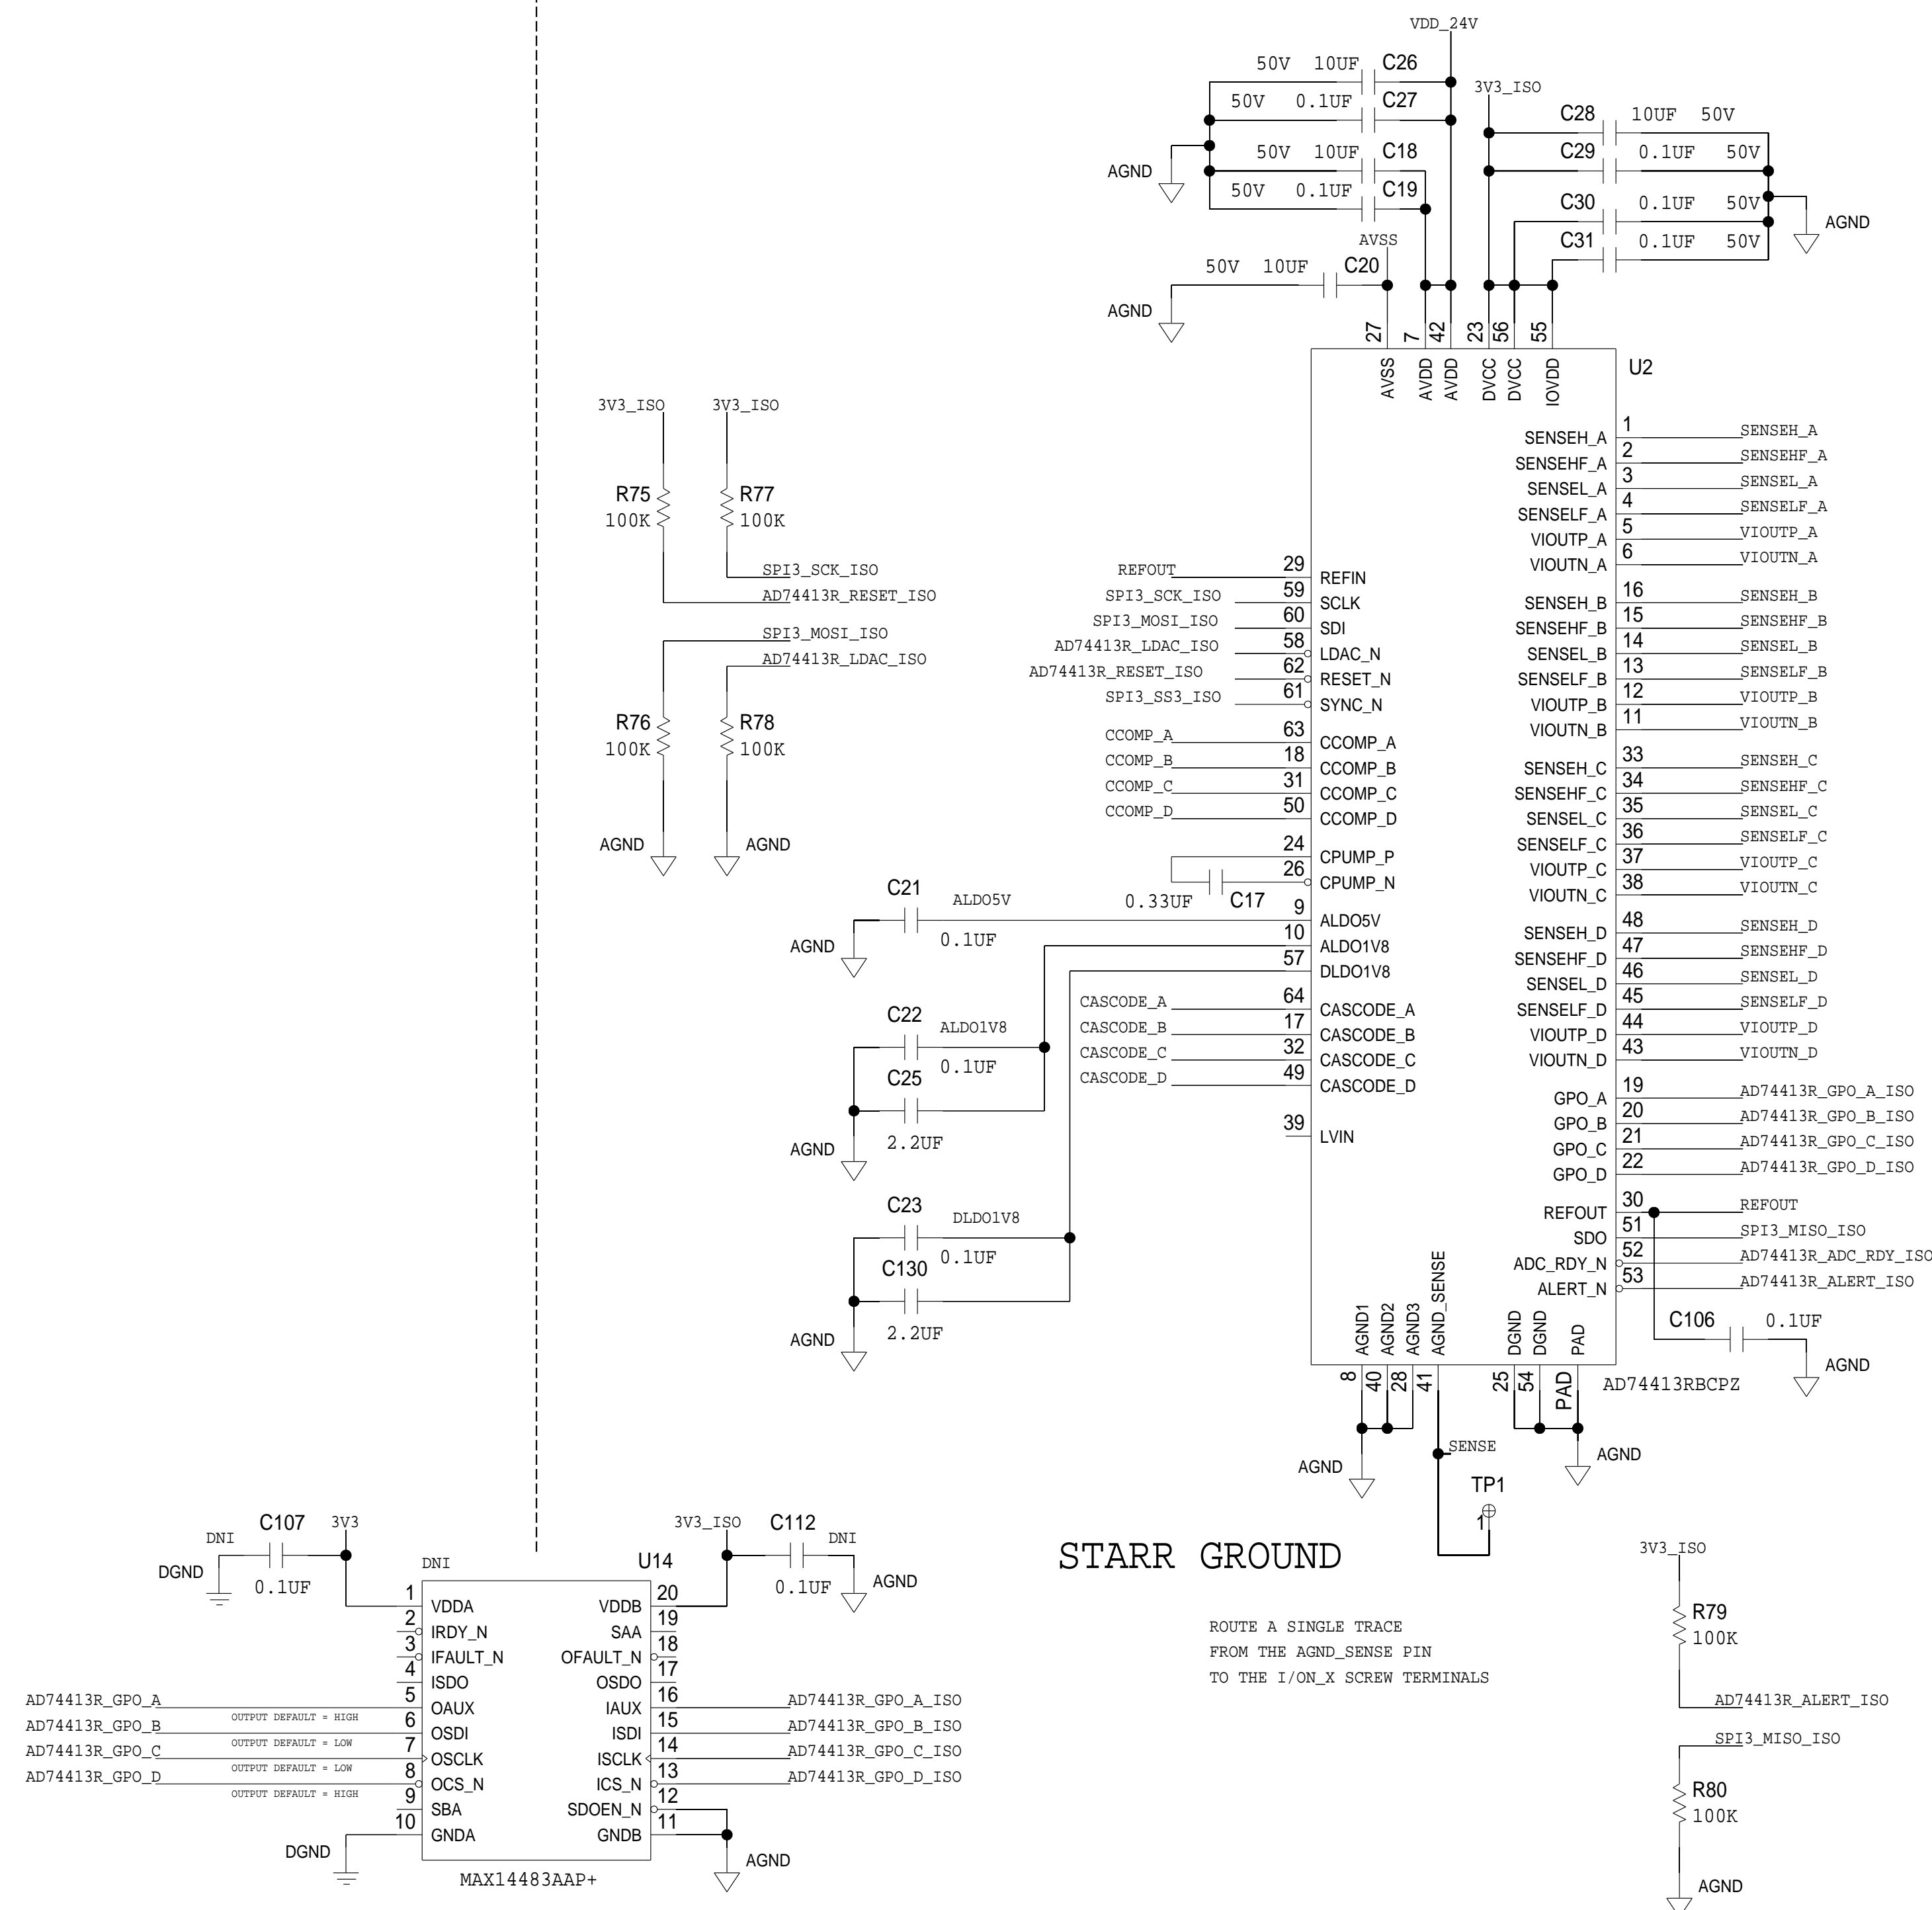 VDD_24V
50V 10UF C26
50V 0.1UF C27
50V 10UF C18
50V 0.1UF C19
AGND
3V3_ISO
C28 10UF 50V
C29 0.1UF 50V
C30 0.1UF 50V
C31 0.1UF 50V
AGND
AVSS
50V 10UF C20
AGND
27 7 42 23 56 55
AVSS AVDD AVDD DVCC DVCC IOVDD
U2
3V3_ISO 3V3_ISO
R75 100K
R77 100K
SPI3_SCK_ISO
AD74413R_RESET_ISO
SPI3_MOSI_ISO
AD74413R_LDAC_ISO
R76 100K
R78 100K
AGND AGND
REFOUT 29 REFIN
SPI3_SCK_ISO 59 SCLK
SPI3_MOSI_ISO 60 SDI
AD74413R_LDAC_ISO 58 LDAC_N
AD74413R_RESET_ISO 62 RESET_N
SPI3_SS3_ISO 61 SYNC_N
CCOMP_A 63 CCOMP_A
CCOMP_B 18 CCOMP_B
CCOMP_C 31 CCOMP_C
CCOMP_D 50 CCOMP_D
24 CPUMP_P
26 CPUMP_N
0.33UF C17
C21 ALDO5V 9 ALDO5V
AGND 0.1UF
10 ALDO1V8
57 DLDO1V8
CASCODE_A 64 CASCODE_A
CASCODE_B 17 CASCODE_B
CASCODE_C 32 CASCODE_C
CASCODE_D 49 CASCODE_D
39 LVIN
C22 ALDO1V8
0.1UF
C25
2.2UF
AGND
C23 DLDO1V8
0.1UF
C130
2.2UF
AGND
SENSEH_A 1 SENSEH_A
SENSEHF_A 2 SENSEHF_A
SENSEL_A 3 SENSEL_A
SENSELF_A 4 SENSELF_A
VIOUTP_A 5 VIOUTP_A
VIOUTN_A 6 VIOUTN_A
SENSEH_B 16 SENSEH_B
SENSEHF_B 15 SENSEHF_B
SENSEL_B 14 SENSEL_B
SENSELF_B 13 SENSELF_B
VIOUTP_B 12 VIOUTP_B
VIOUTN_B 11 VIOUTN_B
SENSEH_C 33 SENSEH_C
SENSEHF_C 34 SENSEHF_C
SENSEL_C 35 SENSEL_C
SENSELF_C 36 SENSELF_C
VIOUTP_C 37 VIOUTP_C
VIOUTN_C 38 VIOUTN_C
SENSEH_D 48 SENSEH_D
SENSEHF_D 47 SENSEHF_D
SENSEL_D 46 SENSEL_D
SENSELF_D 45 SENSELF_D
VIOUTP_D 44 VIOUTP_D
VIOUTN_D 43 VIOUTN_D
GPO_A 19 AD74413R_GPO_A_ISO
GPO_B 20 AD74413R_GPO_B_ISO
GPO_C 21 AD74413R_GPO_C_ISO
GPO_D 22 AD74413R_GPO_D_ISO
REFOUT 30 REFOUT
SDO 51 SPI3_MISO_ISO
ADC_RDY_N 52 AD74413R_ADC_RDY_ISO
ALERT_N 53 AD74413R_ALERT_ISO
C106 0.1UF
AGND
AGND1 AGND2 AGND3 AGND_SENSE DGND DGND PAD
8 40 28 41 25 54 PAD
AD74413RBCPZ
AGND
SENSE
AGND
TP1
1
STARR GROUND
ROUTE A SINGLE TRACE
FROM THE AGND_SENSE PIN
TO THE I/ON_X SCREW TERMINALS
DNI C107 3V3
DGND 0.1UF
3V3_ISO C112 DNI
0.1UF AGND
DNI U14
1 VDDA VDDB 20
2 IRDY_N SAA 19
3 IFAULT_N OFAULT_N 18
4 ISDO OSDO 17
AD74413R_GPO_A 5 OAUX IAUX 16 AD74413R_GPO_A_ISO
OUTPUT DEFAULT = HIGH
AD74413R_GPO_B 6 OSDI ISDI 15 AD74413R_GPO_B_ISO
OUTPUT DEFAULT = LOW
AD74413R_GPO_C 7 OSCLK ISCLK 14 AD74413R_GPO_C_ISO
OUTPUT DEFAULT = LOW
AD74413R_GPO_D 8 OCS_N ICS_N 13 AD74413R_GPO_D_ISO
OUTPUT DEFAULT = HIGH
9 SBA SDOEN_N 12
10 GNDA GNDB 11
DGND AGND
MAX14483AAP+
3V3_ISO
R79
100K
AD74413R_ALERT_ISO
SPI3_MISO_ISO
R80
100K
AGND